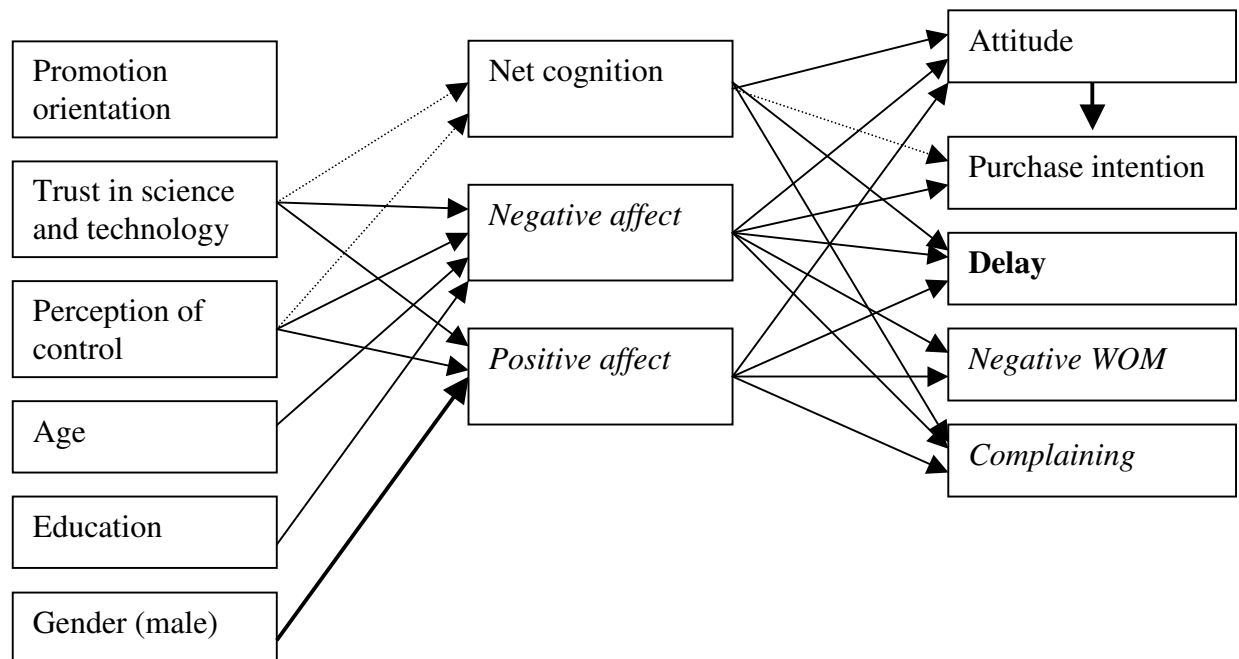 Promotion
orientation
Trust in science
and technology
Perception of
control
Age
Education
Gender (male)
Net cognition
Negative affect
Positive affect
Attitude
Purchase intention
Delay
Negative WOM
Complaining